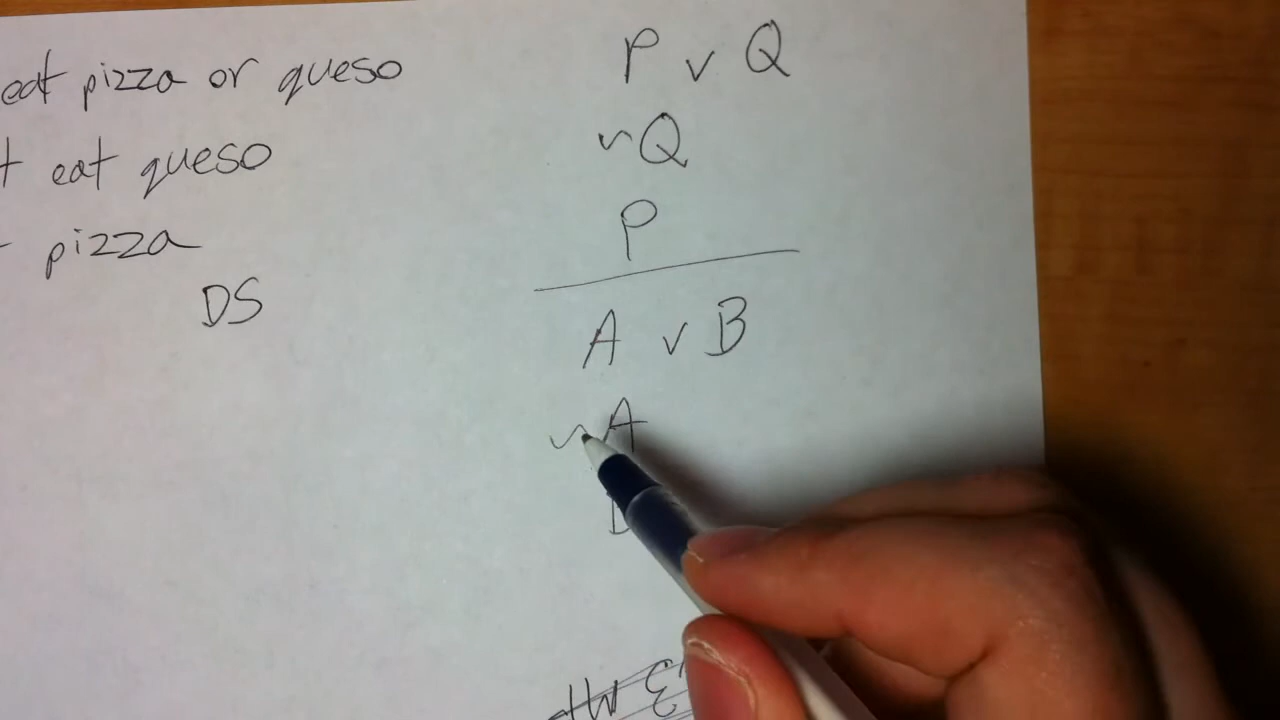 eat pizza or queso
eat queso
pizza
DS
P v Q
~Q
P
A v B
~A